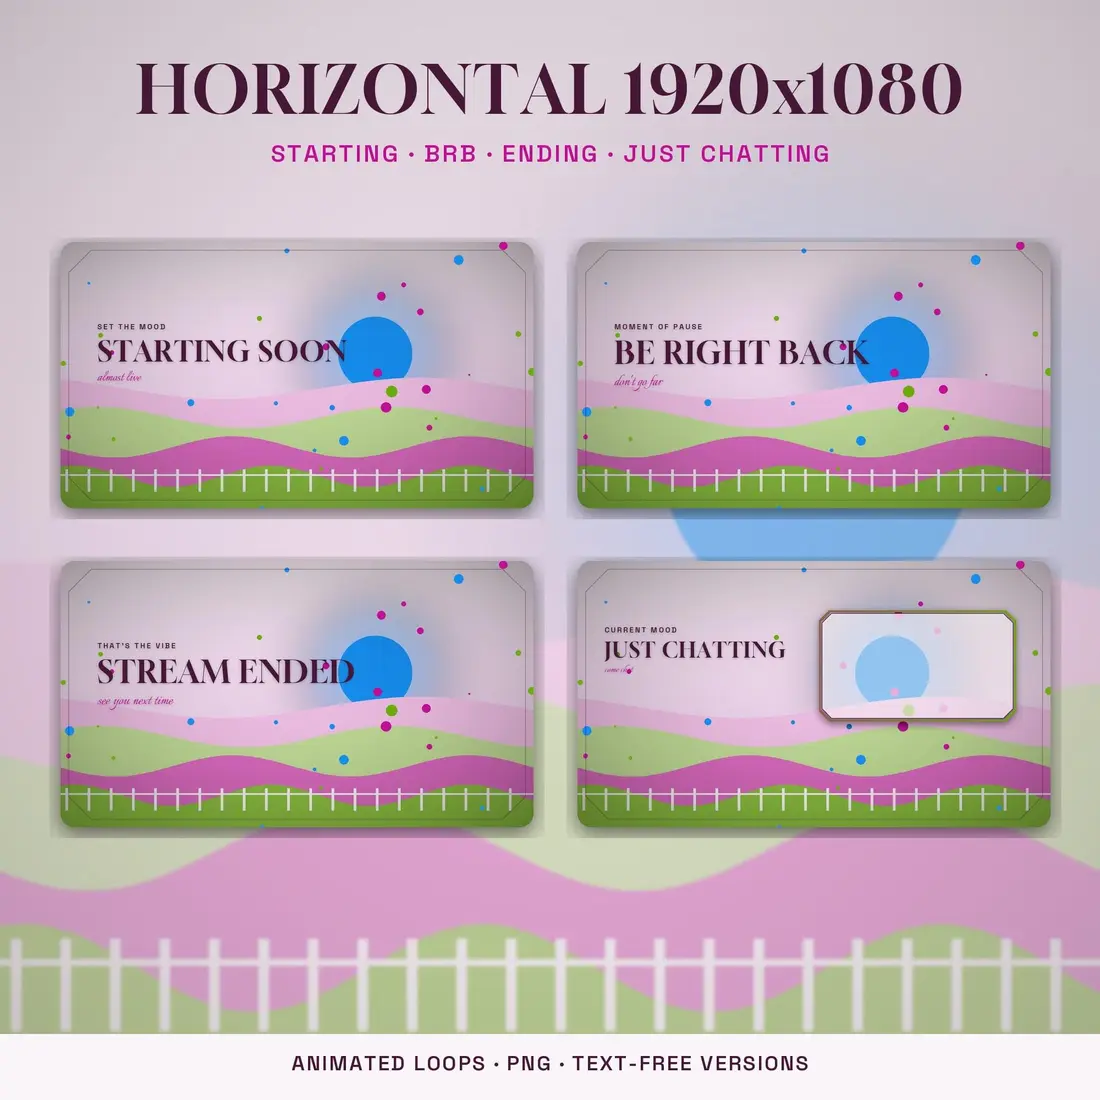 HORIZONTAL 1920x1080
STARTING · BRB · ENDING · JUST CHATTING
SET THE MOOD
STARTING SOON
almost live
MOMENT OF PAUSE
BE RIGHT BACK
don't go far
THAT'S THE VIBE
STREAM ENDED
see you next time
CURRENT MOOD
JUST CHATTING
ANIMATED LOOPS · PNG · TEXT-FREE VERSIONS